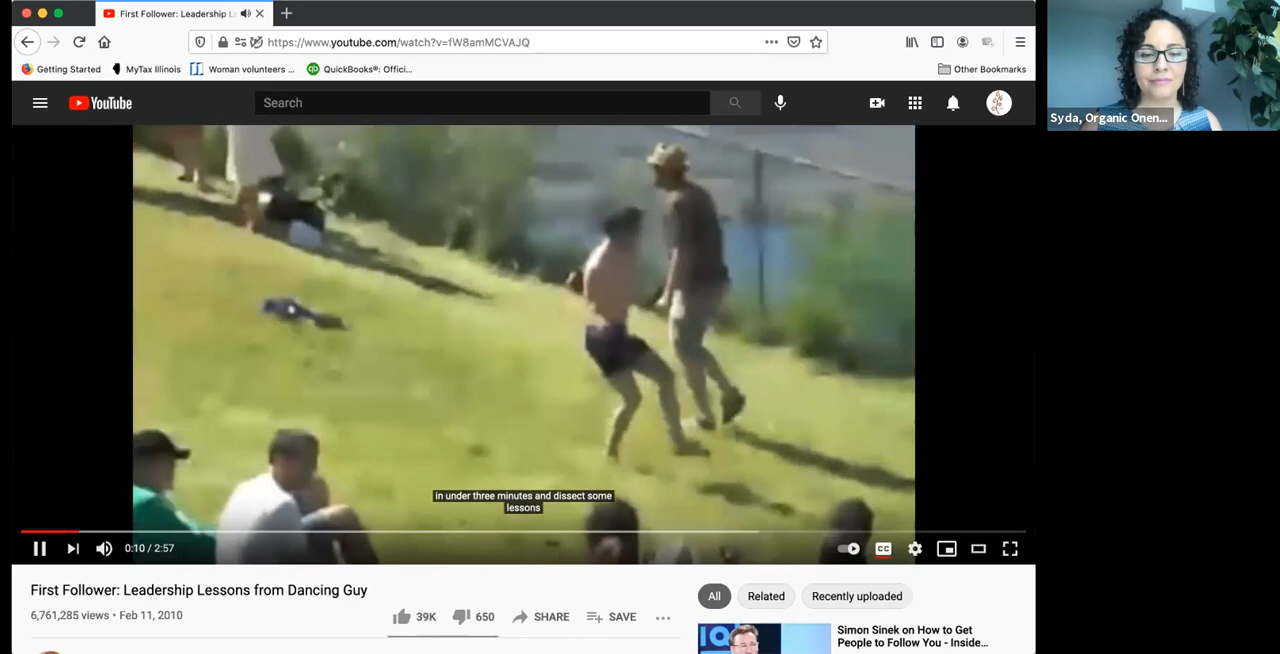 First Follower: Leadership L
https://www.youtube.com/watch?v=fW8amMCVAJQ
Getting Started
MyTax Illinois
Woman volunteers ...
QuickBooks®: Offici...
Other Bookmarks
YouTube
Search
Syda, Organic Onen...
in under three minutes and dissect some
lessons
0:10 / 2:57
CC
First Follower: Leadership Lessons from Dancing Guy
6,761,285 views • Feb 11, 2010
39K
650
SHARE
SAVE
All
Related
Recently uploaded
IQ
Simon Sinek on How to Get
People to Follow You - Inside...